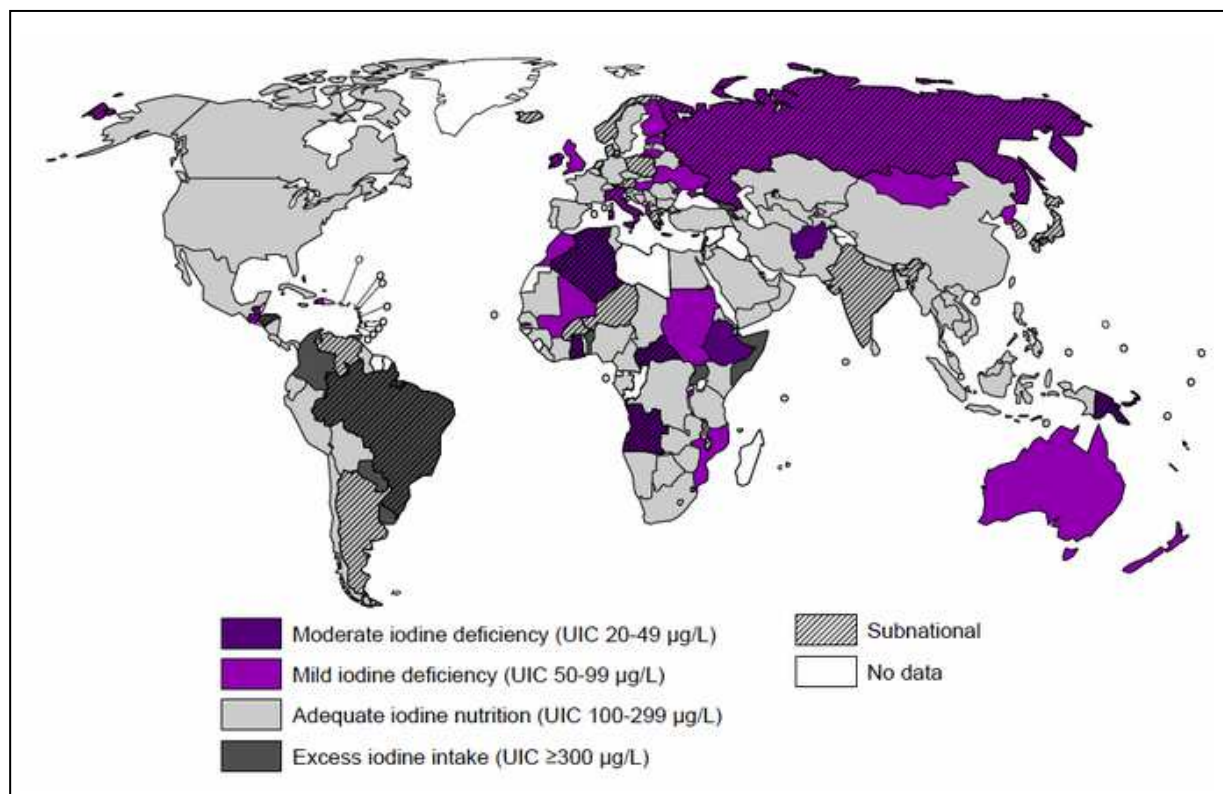 Moderate iodine deficiency (UIC 20-49 µg/L)
Mild iodine deficiency (UIC 50-99 µg/L)
Adequate iodine nutrition (UIC 100-299 µg/L)
Excess iodine intake (UIC ≥300 µg/L)
Subnational
No data